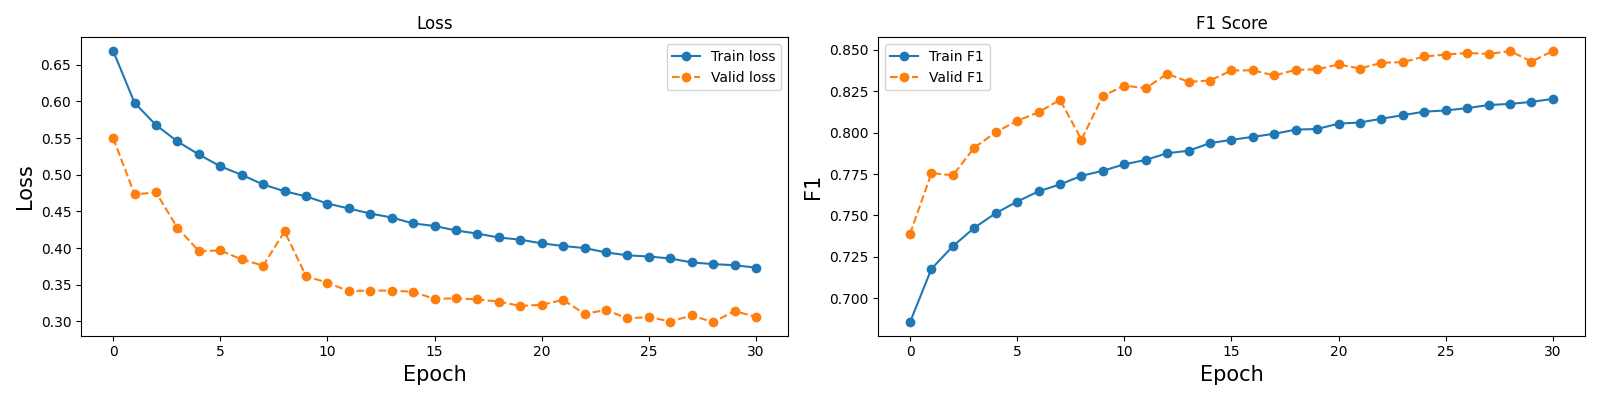 Loss
Loss
0.65
0.60
0.55
0.50
0.45
0.40
0.35
0.30
Train loss
Valid loss
0 5 10 15 20 25 30
Epoch
F1 Score
F1
0.850
0.825
0.800
0.775
0.750
0.725
0.700
Train F1
Valid F1
0 5 10 15 20 25 30
Epoch